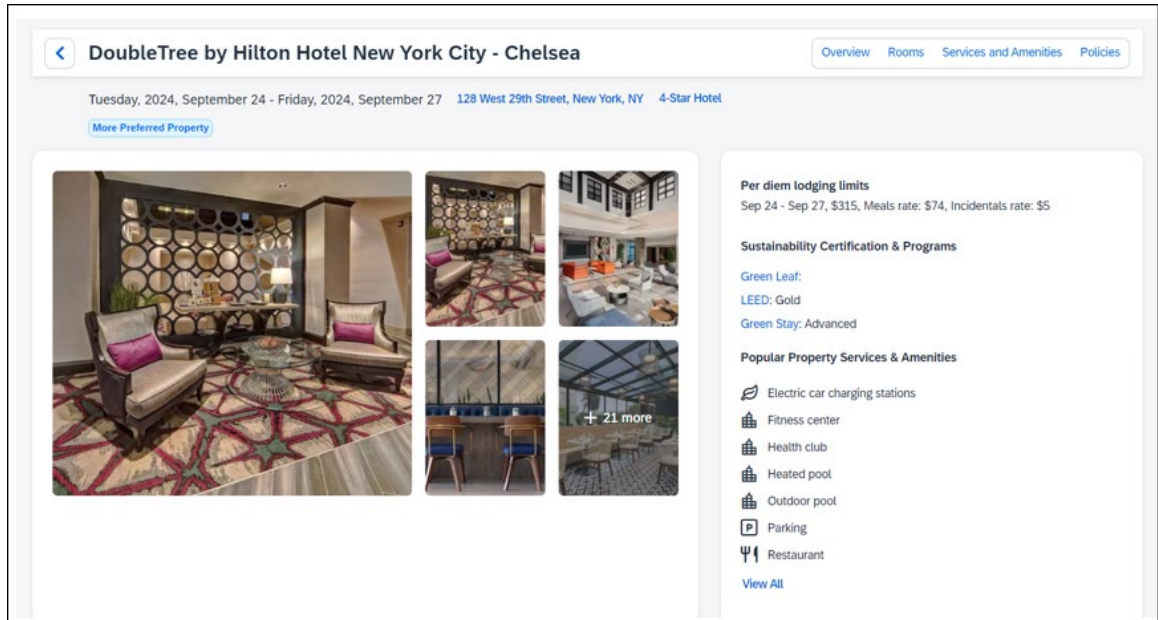 DoubleTree by Hilton Hotel New York City - Chelsea
Overview Rooms Services and Amenities Policies
Tuesday, 2024, September 24 - Friday, 2024, September 27 128 West 29th Street, New York, NY 4-Star Hotel
More Preferred Property
+ 21 more
Per diem lodging limits
Sep 24 - Sep 27, $315, Meals rate: $74, Incidentals rate: $5
Sustainability Certification & Programs
Green Leaf:
LEED: Gold
Green Stay: Advanced
Popular Property Services & Amenities
Electric car charging stations
Fitness center
Health club
Heated pool
Outdoor pool
P Parking
Restaurant
View All